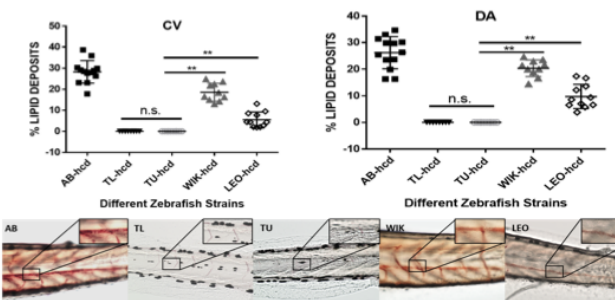 CV
% LIPID DEPOSITS
50
40
30
20
10
0
-10
**
**
n.s.
AB-hcd
TL-hcd
TU-hcd
WIK-hcd
LEO-hcd
Different Zebrafish Strains
DA
% LIPID DEPOSITS
40
30
20
10
0
-10
**
**
n.s.
AB-hcd
TL-hcd
TU-hcd
WIK-hcd
LEO-hcd
Different Zebrafish Strains
AB
TL
TU
WIK
LEO